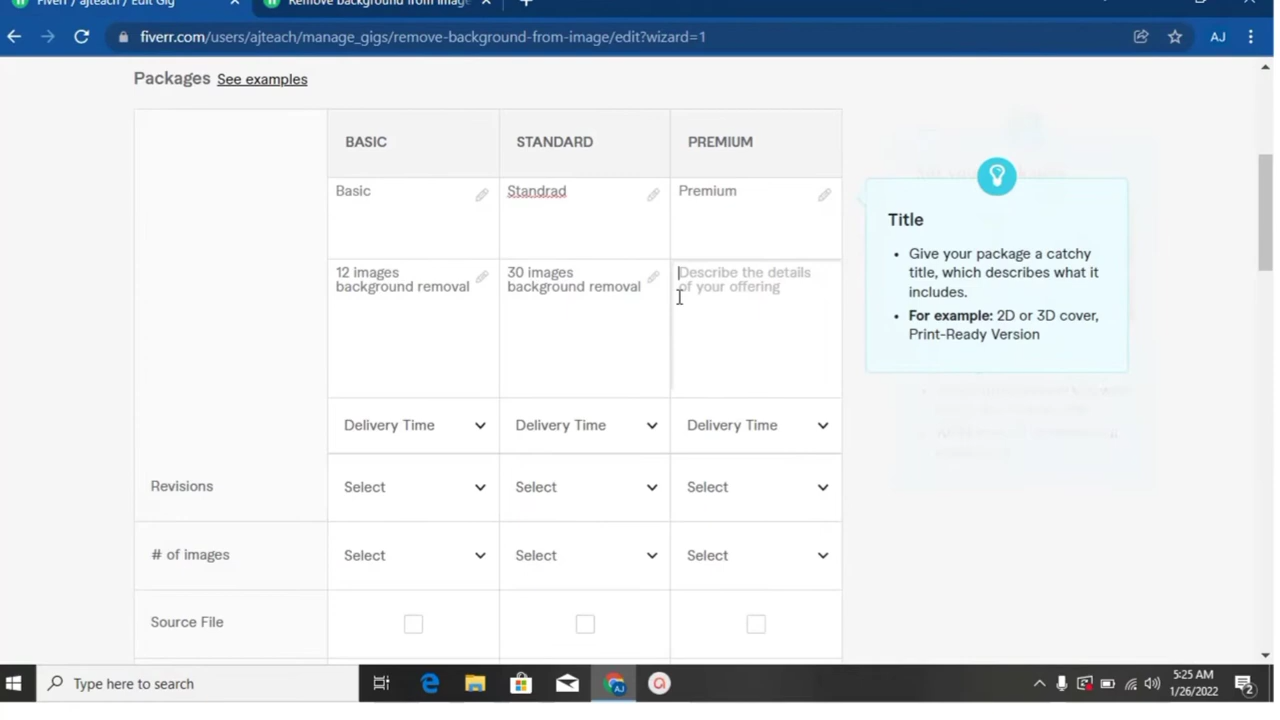 Fiverr / ajteach / Edit Gig
Remove background from image
fiverr.com/users/ajteach/manage_gigs/remove-background-from-image/edit?wizard=1
AJ
Packages See examples
BASIC STANDARD PREMIUM
Basic Standrad Premium
12 images 30 images Describe the details
background removal background removal of your offering
Title
• Give your package a catchy
title, which describes what it
includes.
• For example: 2D or 3D cover,
Print-Ready Version
Delivery Time Delivery Time Delivery Time
Revisions Select Select Select
# of images Select Select Select
Source File
Type here to search
AJ
5:25 AM
1/26/2022
2